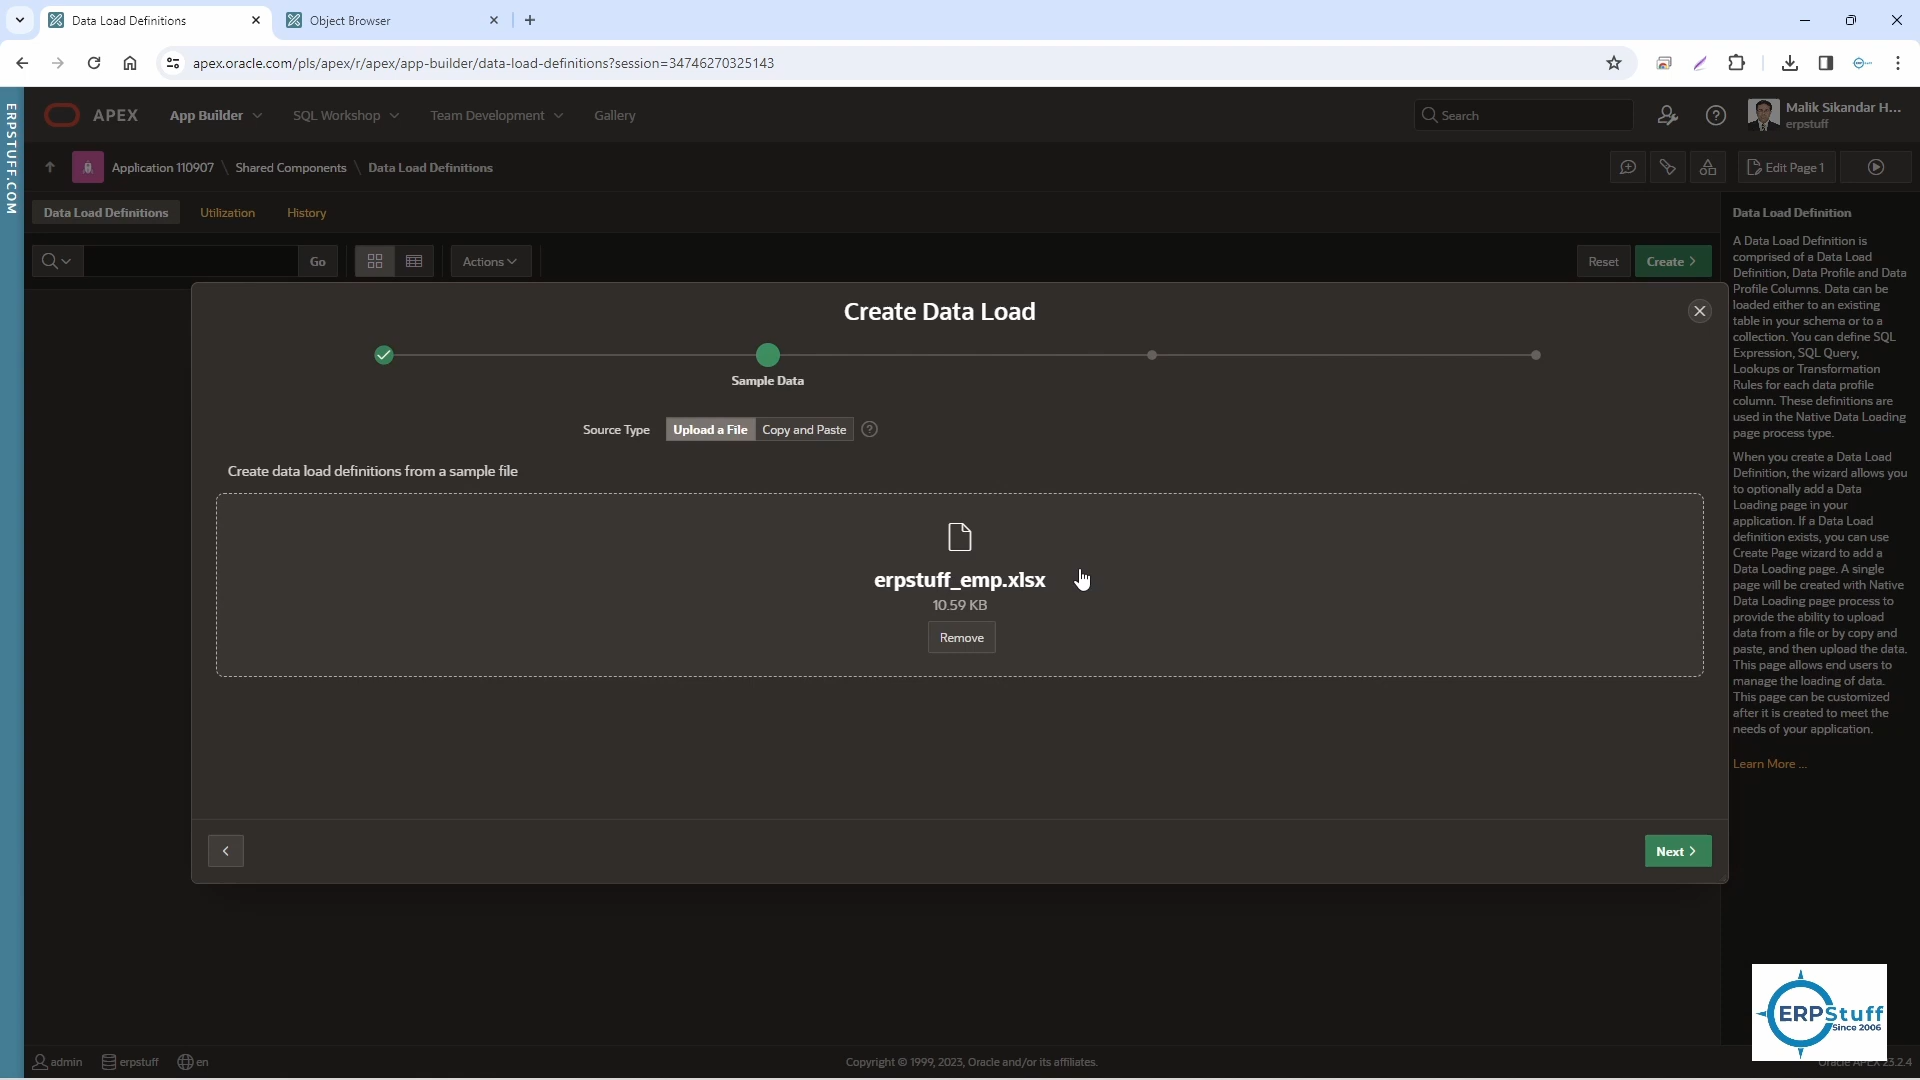 Data Load Definitions
Object Browser
apex.oracle.com/pls/apex/r/apex/app-builder/data-load-definitions?session=34746270325143
ERPSTUFF.COM
APEX
App Builder
SQL Workshop
Team Development
Gallery
Search
Malik Sikandar H...
erpstuff
Application 110907 \ Shared Components \ Data Load Definitions
Edit Page 1
Data Load Definitions
Utilization
History
Go
Actions
Reset
Create
Create Data Load
Sample Data
Source Type
Upload a File
Copy and Paste
Create data load definitions from a sample file
erpstuff_emp.xlsx
10.59 KB
Remove
Next
Data Load Definition
A Data Load Definition is
comprised of a Data Load
Definition, Data Profile and Data
Profile Columns. Data can be
loaded either to an existing
table in your schema or to a
collection. You can define SQL
Expression, SQL Query,
Lookups or Transformation
Rules for each data profile
column. These definitions are
used in the Native Data Loading
page process type.
When you create a Data Load
Definition, the wizard allows you
to optionally add a Data
Loading page in your
application. If a Data Load
definition exists, you can use
Create Page wizard to add a
Data Loading page. A single
page will be created with Native
Data Loading page process to
provide the ability to upload
data from a file or by copy and
paste, and then upload the data.
This page allows end users to
manage the loading of data.
This page can be customized
after it is created to meet the
needs of your application.
Learn More ...
ERPStuff
Since 2006
admin
erpstuff
en
Copyright © 1999, 2023, Oracle and/or its affiliates.
Oracle APEX 23.2.4